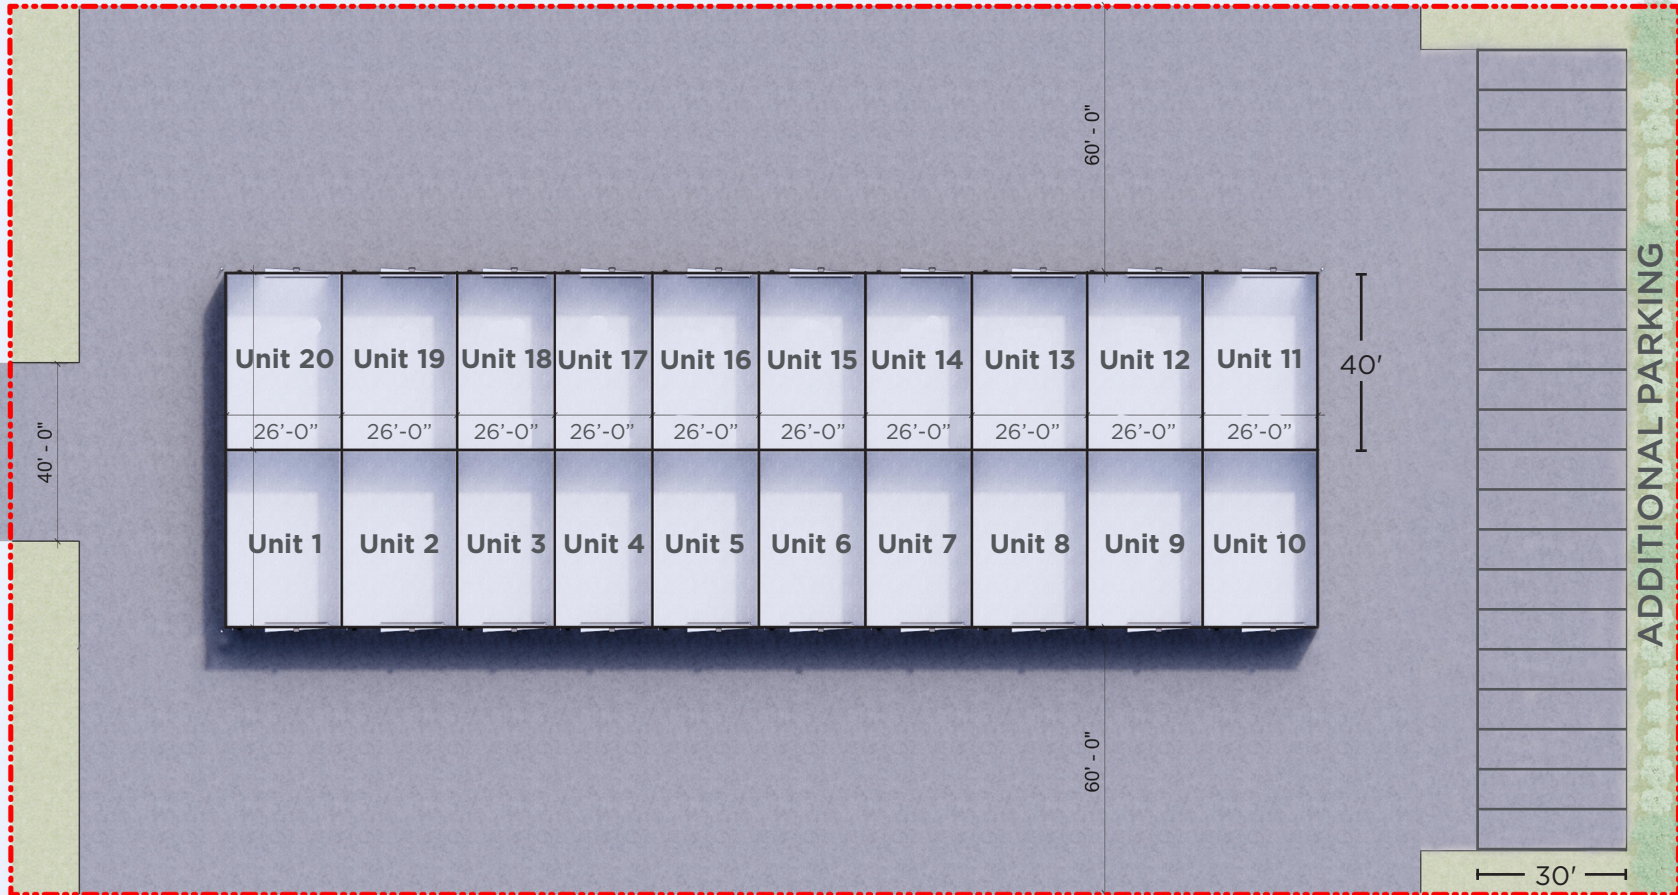 60' - 0"
Unit 20 Unit 19 Unit 18 Unit 17 Unit 16 Unit 15 Unit 14 Unit 13 Unit 12 Unit 11
40'
26’-0” 26’-0” 26’-0” 26’-0” 26’-0” 26’-0” 26’-0” 26’-0” 26’-0” 26’-0”
40' - 0"
Unit 1 Unit 2 Unit 3 Unit 4 Unit 5 Unit 6 Unit 7 Unit 8 Unit 9 Unit 10
ADDITIONAL PARKING
60' - 0"
30'